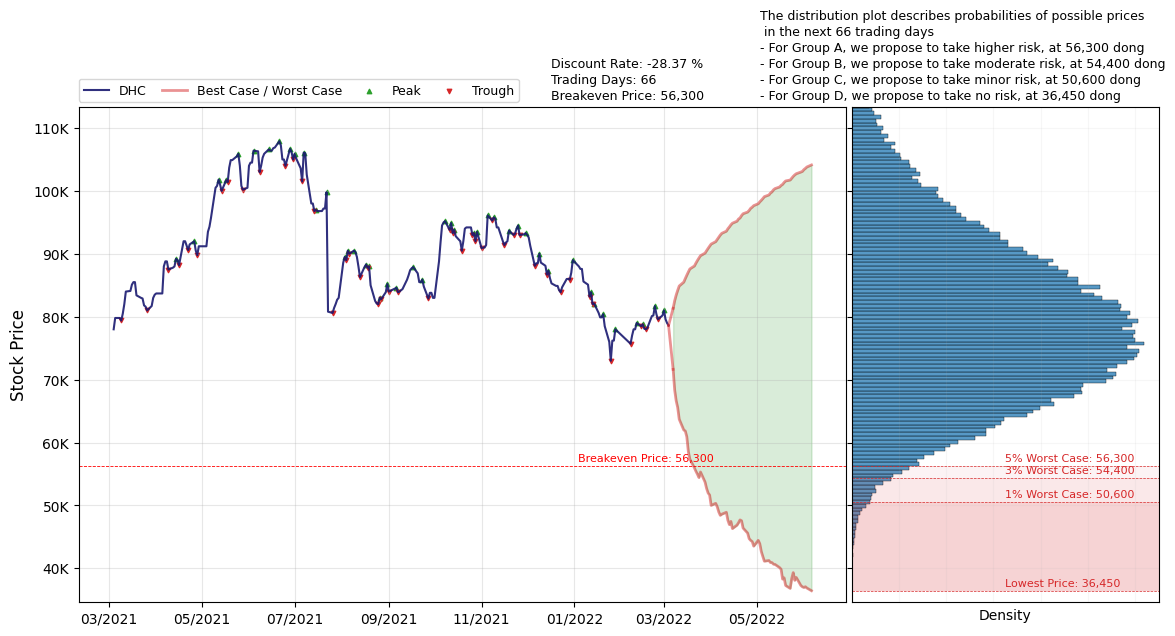 The distribution plot describes probabilities of possible prices
in the next 66 trading days
- For Group A, we propose to take higher risk, at 56,300 dong
- For Group B, we propose to take moderate risk, at 54,400 dong
- For Group C, we propose to take minor risk, at 50,600 dong
- For Group D, we propose to take no risk, at 36,450 dong
Discount Rate: -28.37 %
Trading Days: 66
Breakeven Price: 56,300
DHC Best Case / Worst Case Peak Trough
Stock Price
110K
100K
90K
80K
70K
60K
50K
40K
Breakeven Price: 56,300
5% Worst Case: 56,300
3% Worst Case: 54,400
1% Worst Case: 50,600
Lowest Price: 36,450
03/2021 05/2021 07/2021 09/2021 11/2021 01/2022 03/2022 05/2022
Density